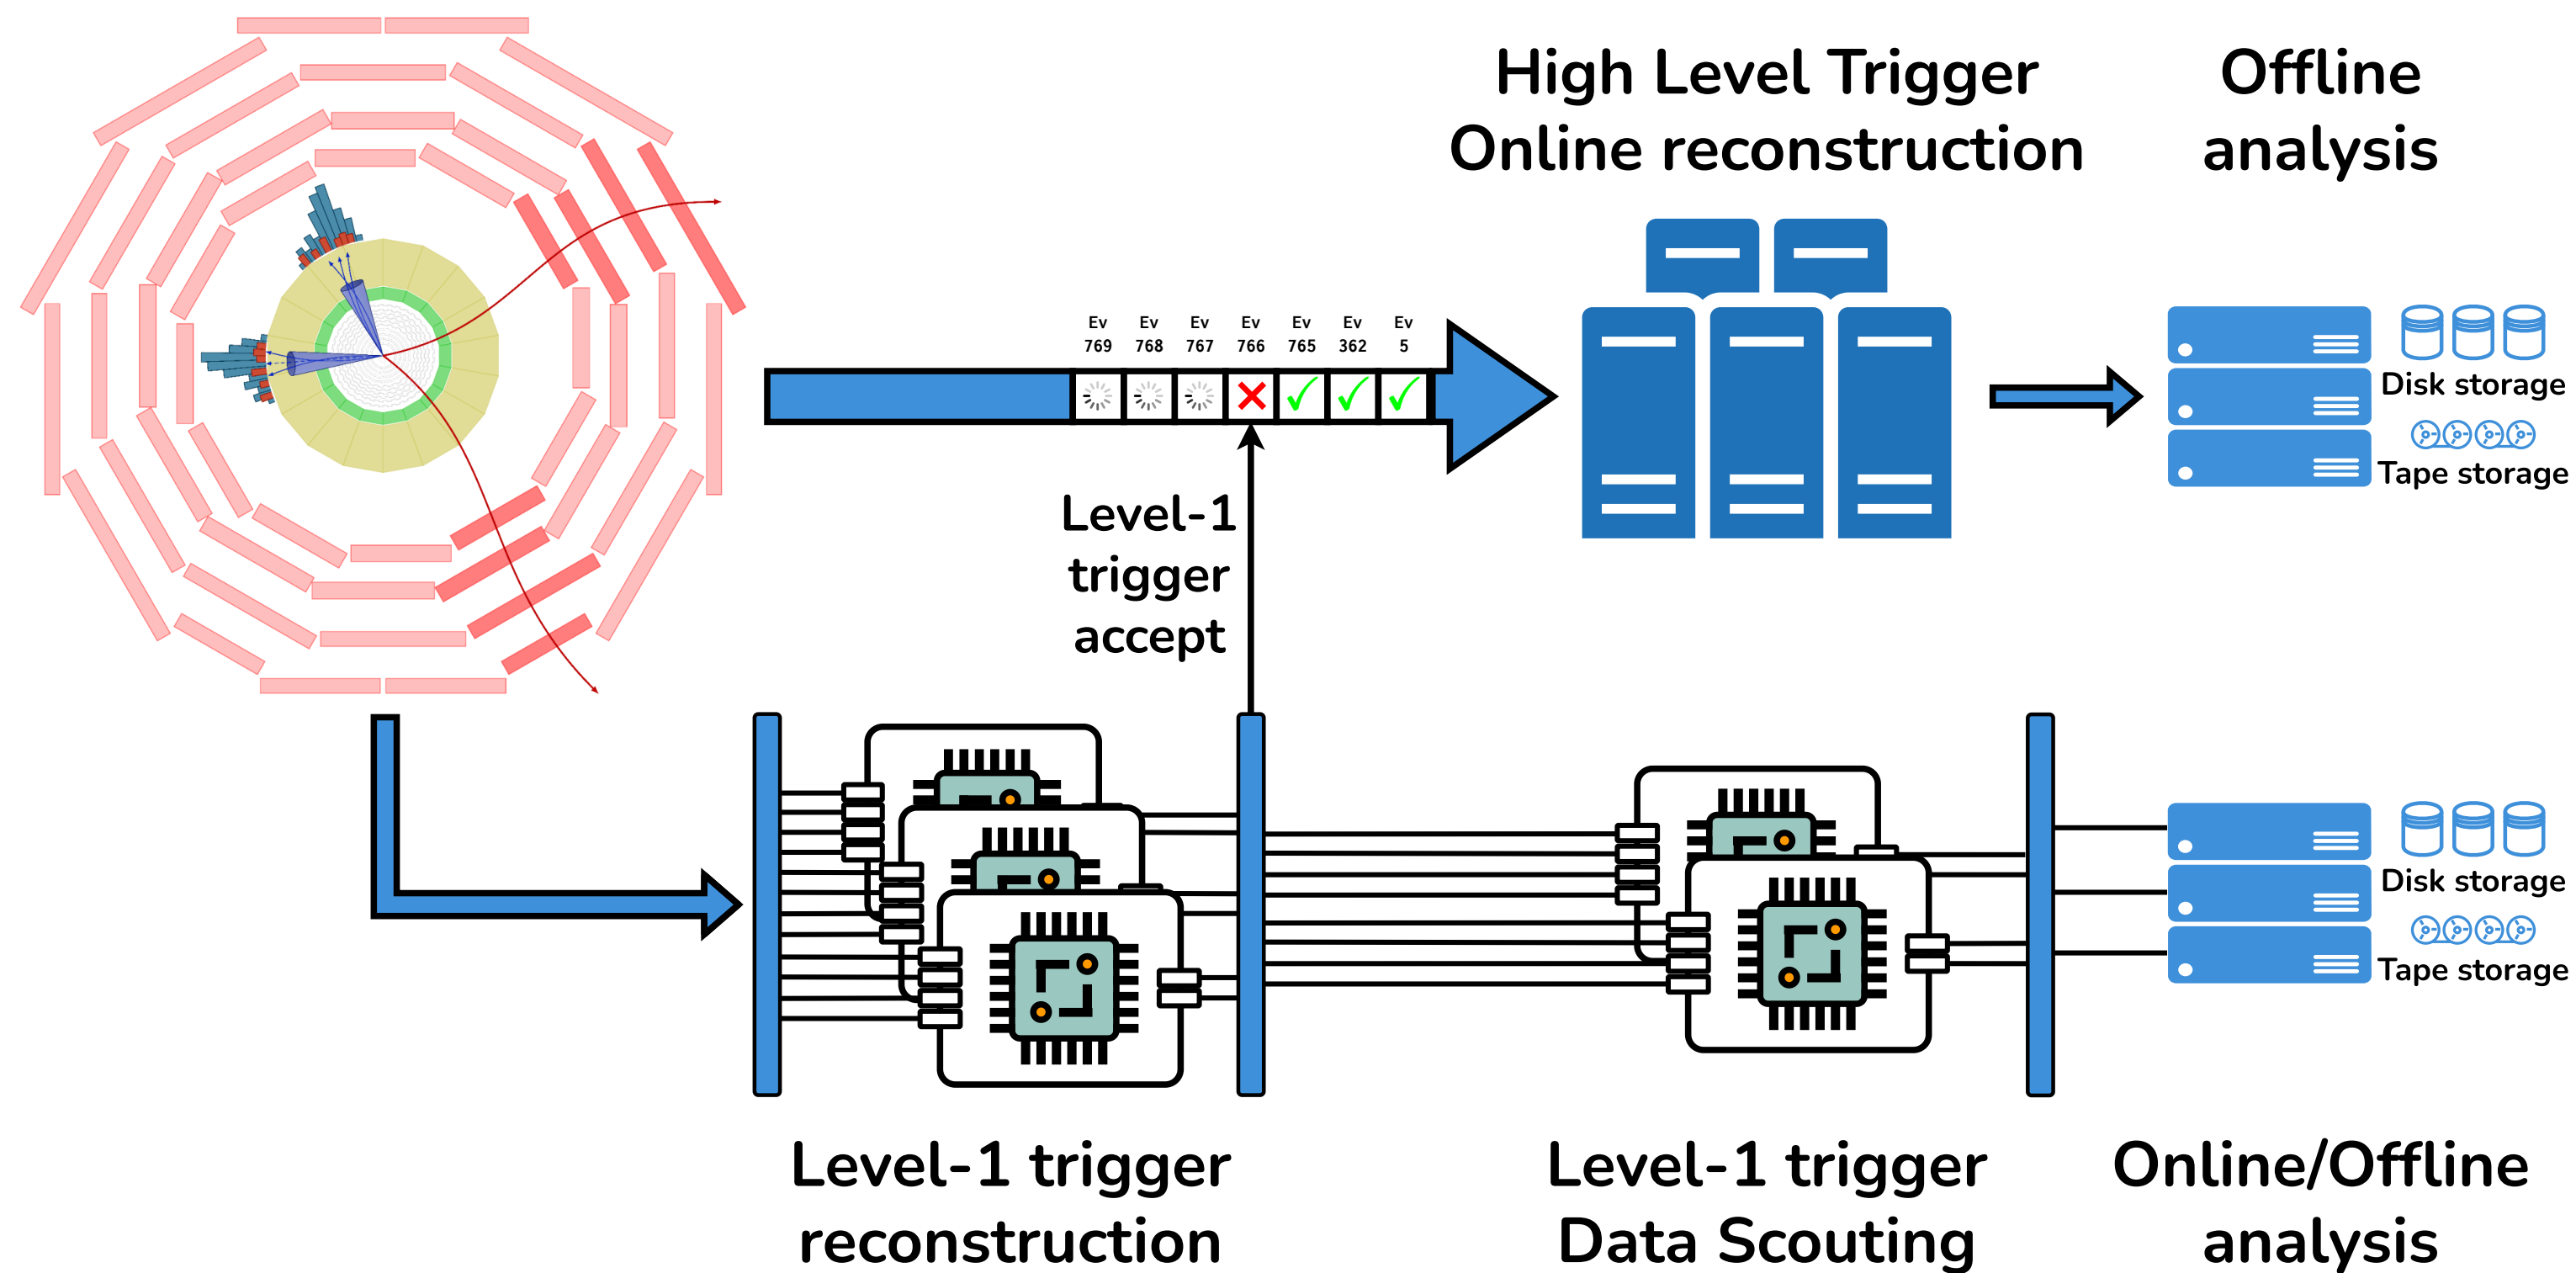 High Level Trigger
Online reconstruction
Offline
analysis
Ev
769
Ev
768
Ev
767
Ev
766
Ev
765
Ev
362
Ev
5
Disk storage
Tape storage
Level-1
trigger
accept
Disk storage
Tape storage
Level-1 trigger
reconstruction
Level-1 trigger
Data Scouting
Online/Offline
analysis